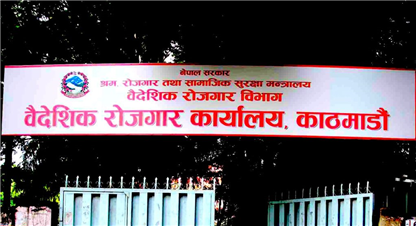 नेपाल सरकार
श्रम रोजगार तथा सामाजिक सुरक्षा मन्त्रालय
वैदेशिक रोजगार विभाग
वैदेशिक रोजगार कार्यालय, काठमाडौं